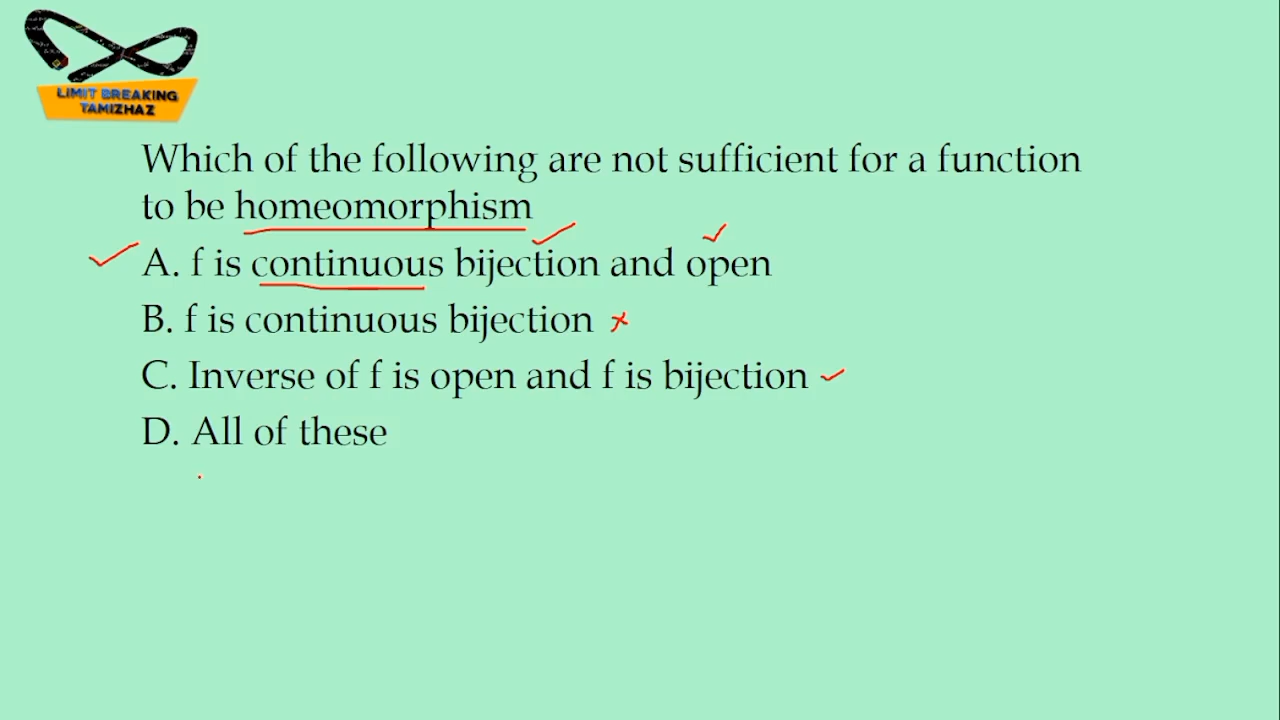 LIMIT BREAKING
TAMIZHAZ
Which of the following are not sufficient for a function
to be homeomorphism
A. f is continuous bijection and open
B. f is continuous bijection
C. Inverse of f is open and f is bijection
D. All of these